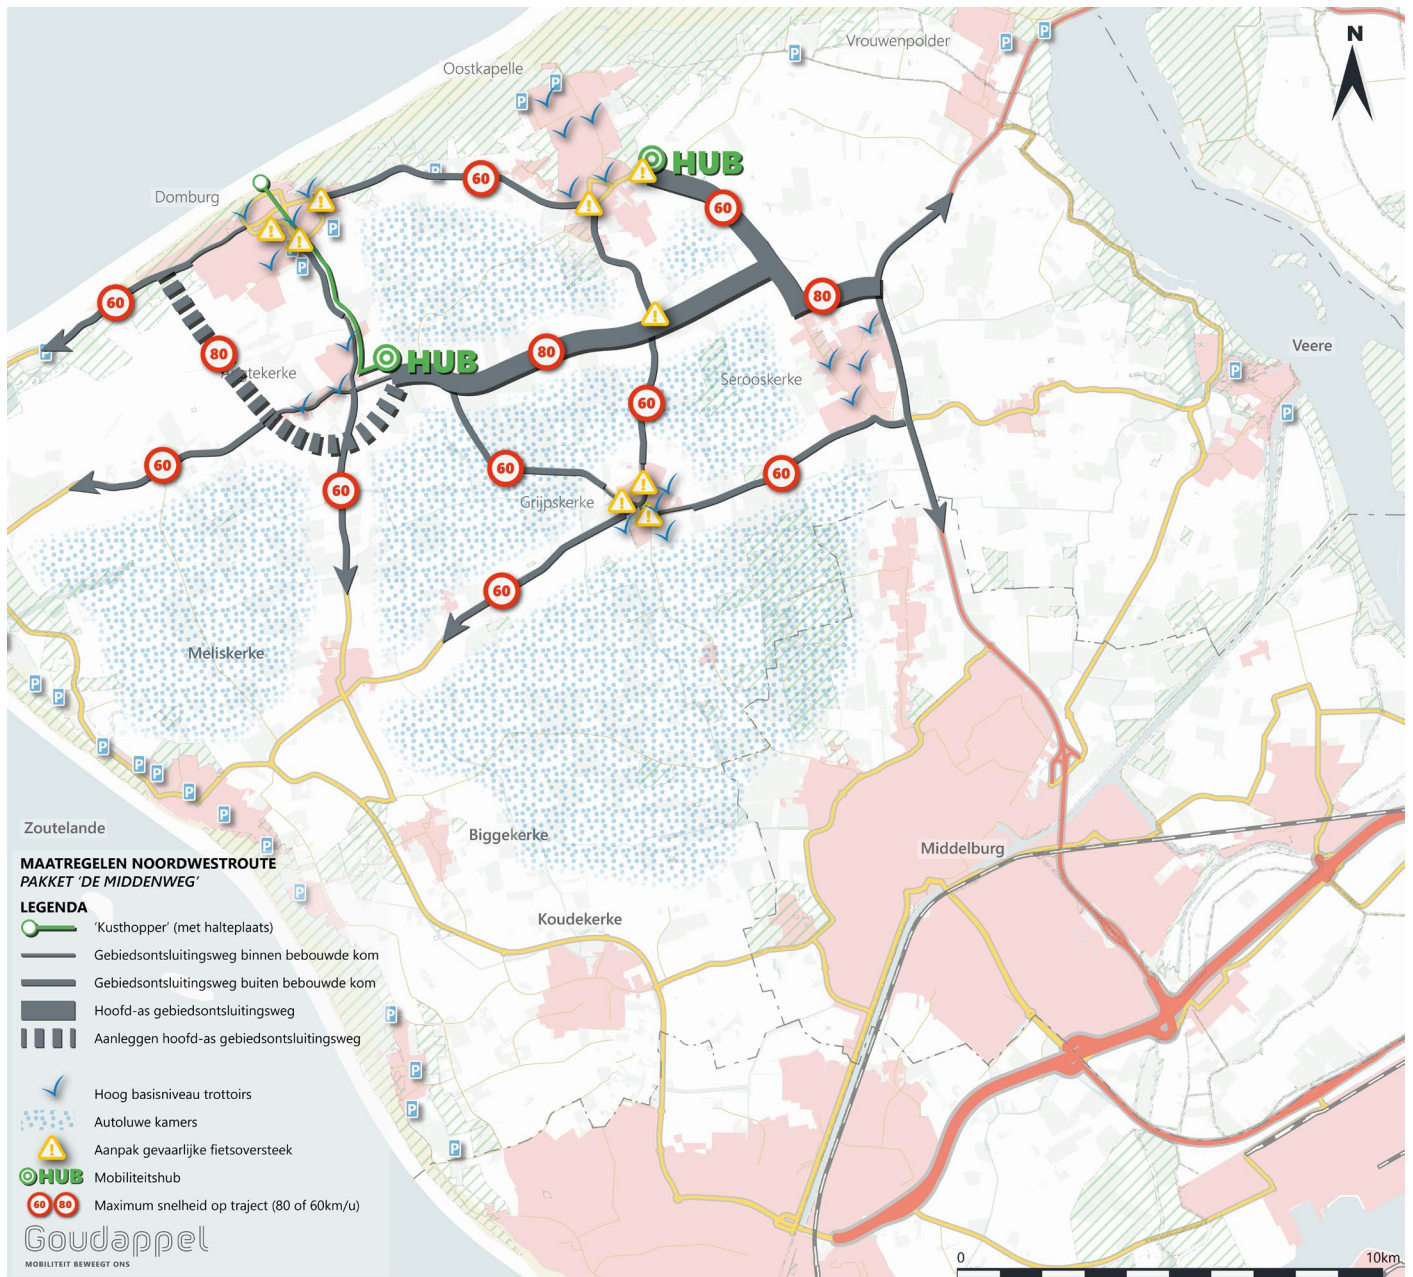 Vrouwenpolder
N
Oostkapelle
P
P
P
P
P
HUB
P
60
Domburg
60
P
P
60
80
P
80
Veere
80
HUB
Serooskerke
P
60
P
60
60
60
60
Grijpskerke
60
Meliskerke
P
P
P
P
P
P
P
Zoutelande
P
Biggekerke
Middelburg
P
Koudekerke
P
P
P
P
MAATREGELEN NOORDWESTROUTE
PAKKET ‘DE MIDDENWEG’
LEGENDA
‘Kusthopper’ (met halteplaats)
Gebiedsontsluitingsweg binnen bebouwde kom
Gebiedsontsluitingsweg buiten bebouwde kom
Hoofd-as gebiedsontsluitingsweg
Aanleggen hoofd-as gebiedsontsluitingsweg
Hoog basisniveau trottoirs
Autoluwe kamers
Aanpak gevaarlijke fietsoversteek
HUB Mobiliteitshub
60 80 Maximum snelheid op traject (80 of 60km/u)
Goudappel
MOBILITEIT BEWEEGT ONS
0 10km